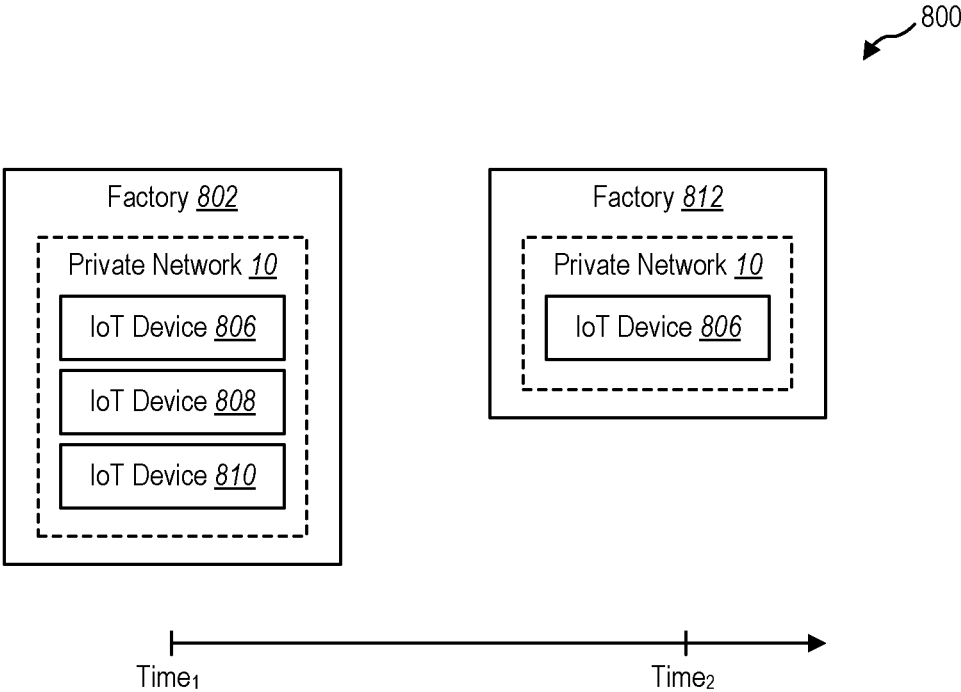 800
Factory 802
Private Network 10
IoT Device 806
IoT Device 808
IoT Device 810
Factory 812
Private Network 10
IoT Device 806
Time1
Time2